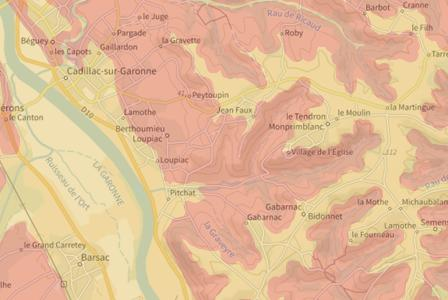 le Juge
Rau de Ricaud
Barbot
Cranne
Pargade
Roby
le Filh
Béguey
la Gravette
les Capots
Gaillardon
Cadillac-sur-Garonne
Peytoupin
Jean Faux
la Martingue
D10
Lamothe
le Tendron
le Moulin
le Canton
Berthoumieu
Monprimblanc
Loupiac
Village de l'Eglise
112
Loupiac
LA GARONNE
Ruisseau de l'Ort
Pitchat
Gabarnac
la Mothe
Gabarnac
Bidonnet
la Graveyre
Lamothe
le Fourneau
le Grand Carretey
Barsac